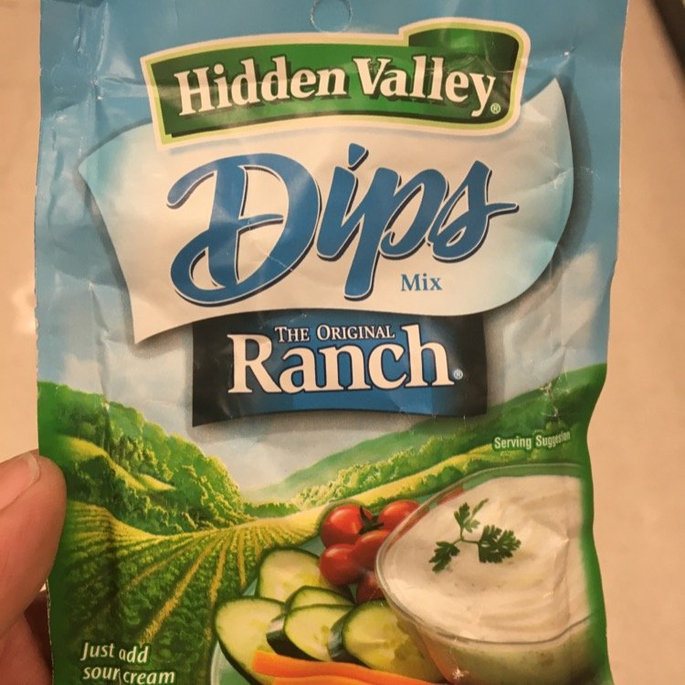 Hidden Valley®
Dips
Mix
THE ORIGINAL
Ranch®
Serving Suggestion
Just add
sour cream